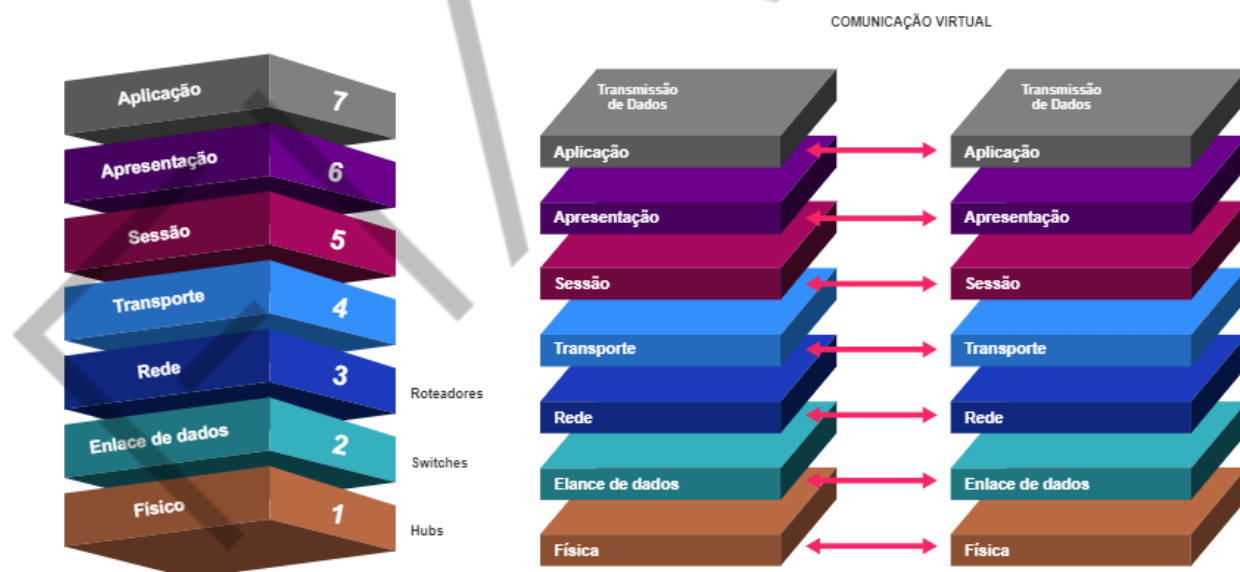 COMUNICAÇÃO VIRTUAL
Aplicação 7
Apresentação 6
Sessão 5
Transporte 4
Rede 3
Roteadores
Enlace de dados 2
Switches
Físico 1
Hubs
Transmissão
de Dados
Aplicação
Apresentação
Sessão
Transporte
Rede
Elance de dados
Física
Transmissão
de Dados
Aplicação
Apresentação
Sessão
Transporte
Rede
Enlace de dados
Física